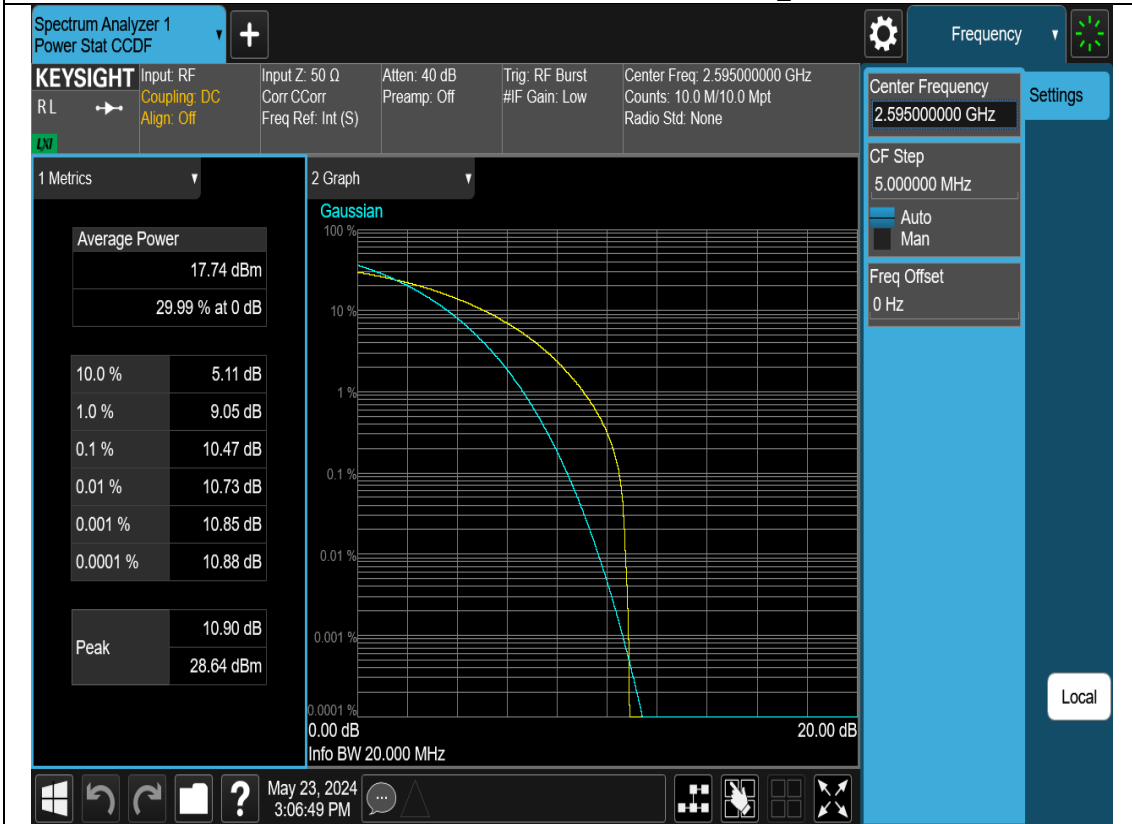 Spectrum Analyzer 1
Power Stat CCDF
+
Frequency
KEYSIGHT
RL
LXI
Input: RF
Coupling: DC
Align: Off
Input Z: 50 Ω
Corr CCorr
Freq Ref: Int (S)
Atten: 40 dB
Preamp: Off
Trig: RF Burst
#IF Gain: Low
Center Freq: 2.595000000 GHz
Counts: 10.0 M/10.0 Mpt
Radio Std: None
Center Frequency
2.595000000 GHz
Settings
CF Step
5.000000 MHz
Auto
Man
Freq Offset
0 Hz
1 Metrics
Average Power
17.74 dBm
29.99 % at 0 dB
10.0 % 5.11 dB
1.0 % 9.05 dB
0.1 % 10.47 dB
0.01 % 10.73 dB
0.001 % 10.85 dB
0.0001 % 10.88 dB
Peak
10.90 dB
28.64 dBm
2 Graph
Gaussian
100 %
10 %
1 %
0.1 %
0.01 %
0.001 %
0.0001 %
0.00 dB 20.00 dB
Info BW 20.000 MHz
Local
?
May 23, 2024
3:06:49 PM